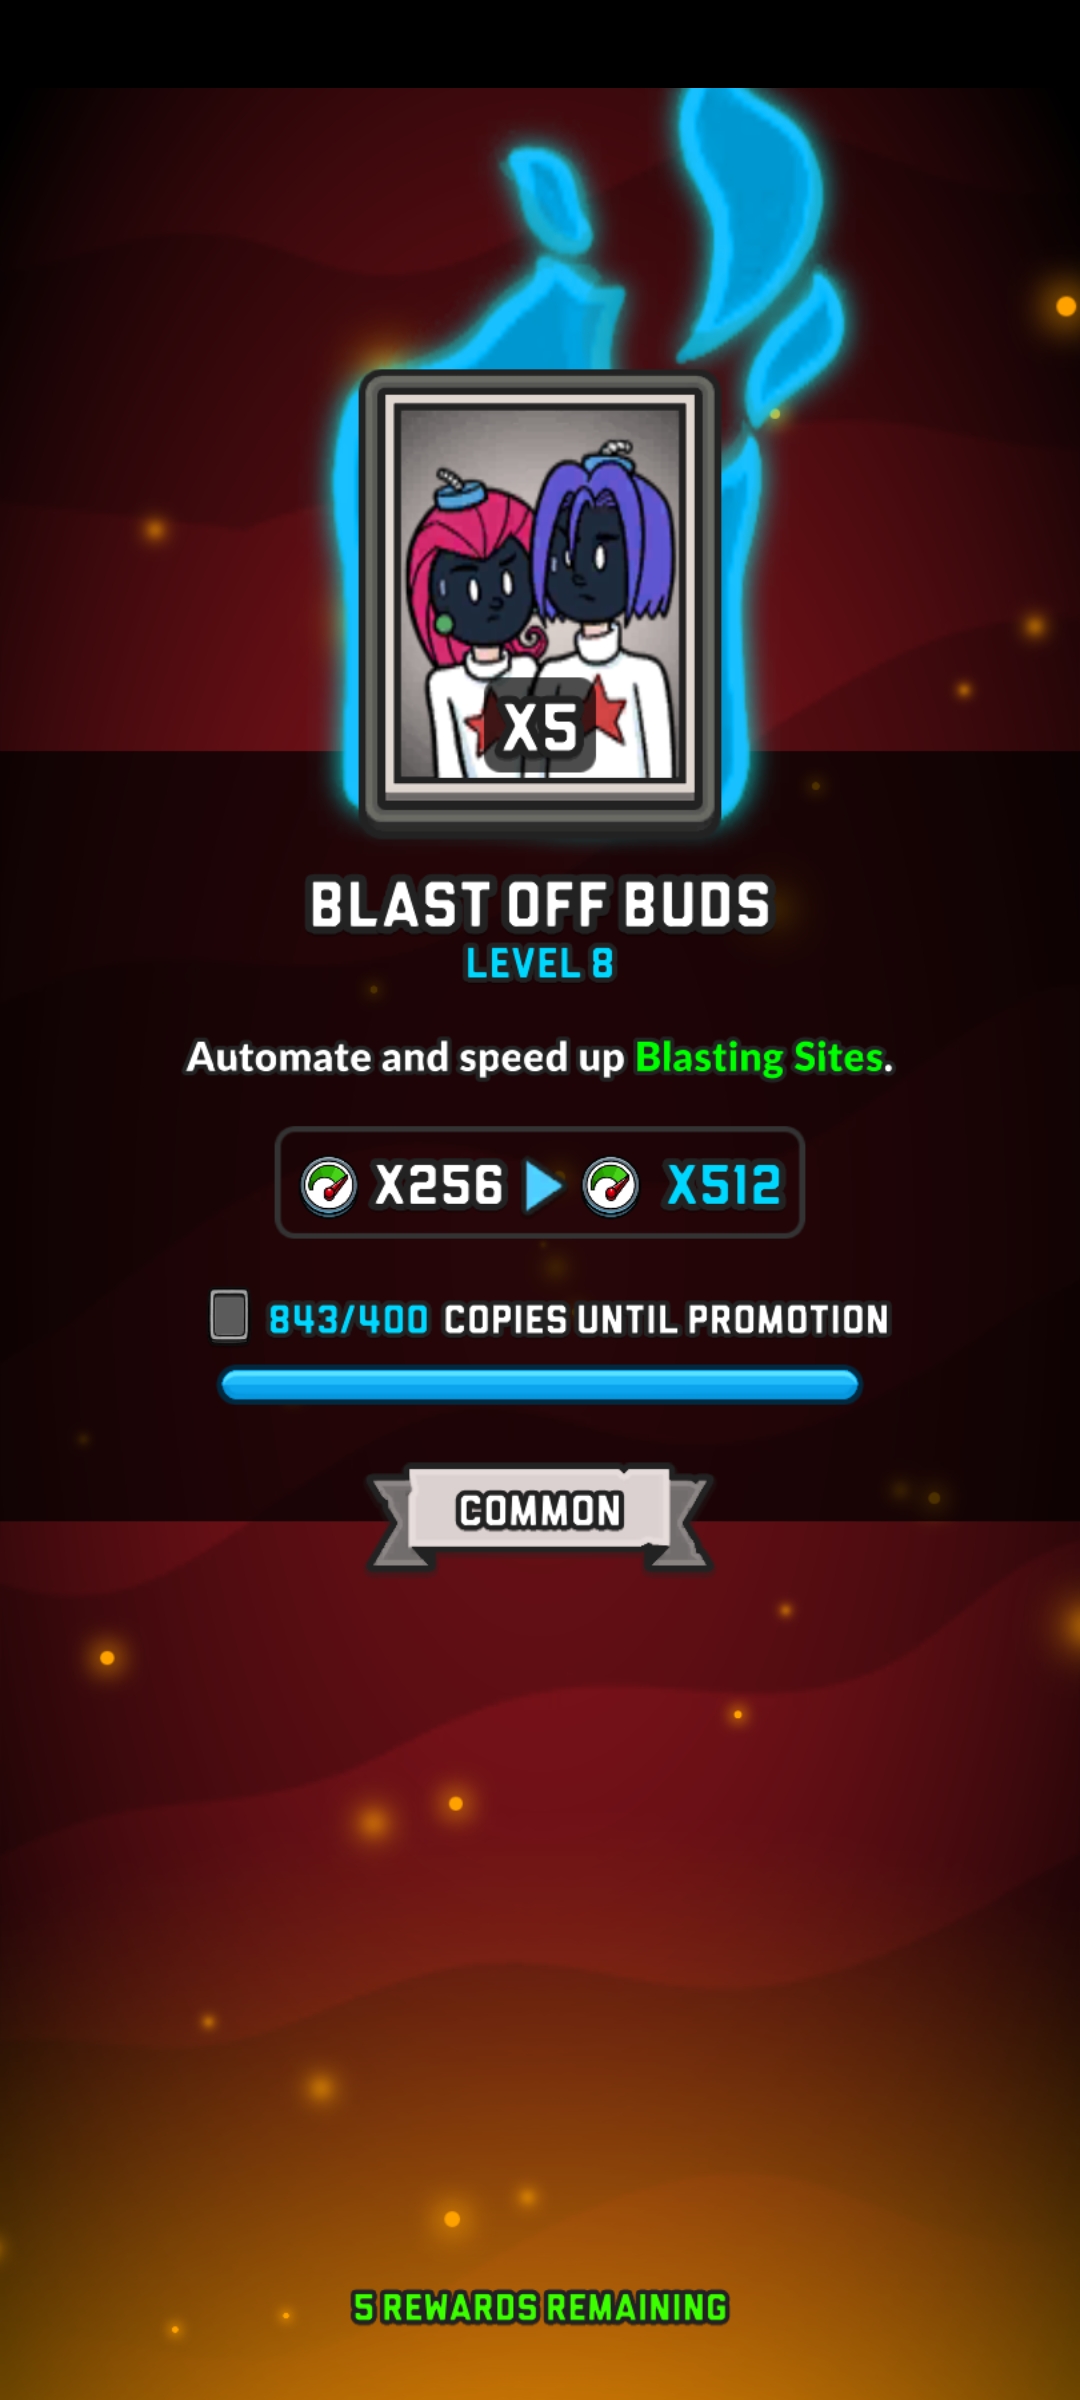 X5
BLAST OFF BUDS
LEVEL 8
Automate and speed up Blasting Sites.
X256 X512
843/400 COPIES UNTIL PROMOTION
COMMON
5 REWARDS REMAINING